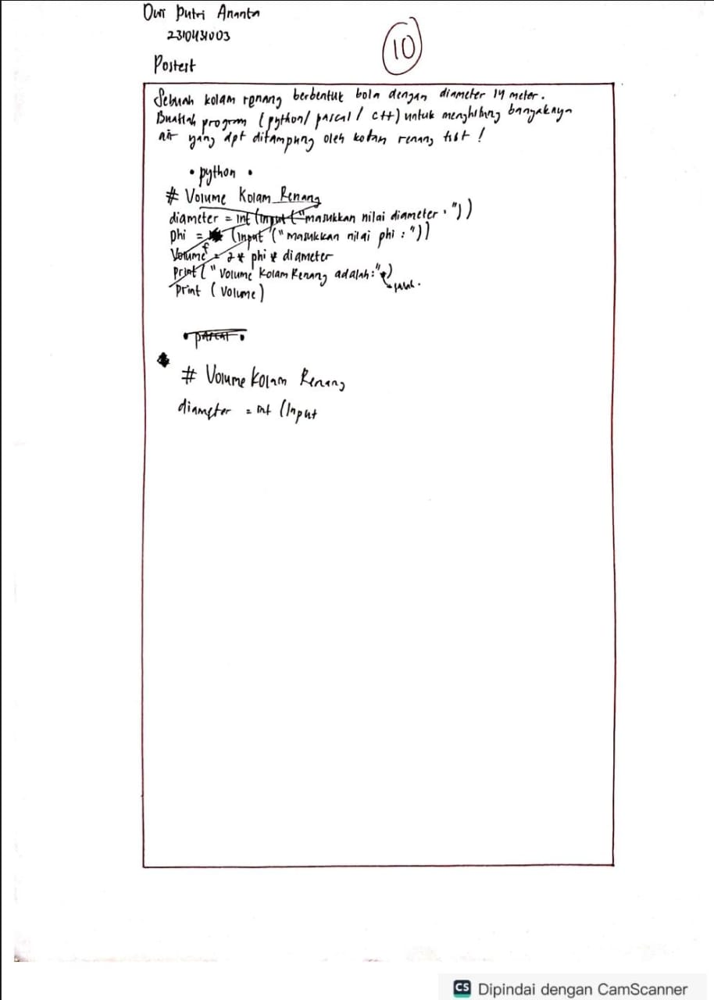 Dwi Putri Ananta
2310431003
10
Postest
Sebuah kolam renang berbentuk bola dengan diameter 14 meter.
Buatlah program (python/ pascal / c++) untuk menghitung banyaknya
air yang dpt ditampung oleh kolam renang tsbt !
• python •
# Volume Kolam Renang
diameter = int (input ("masukkan nilai diameter : "))
phi = (input ("masukkan nilai phi : "))
Volume = 2 * phi * diameter
Print ( " Volume Kolam Renang adalah : ")
salah.
print ( Volume )
• pascal •
# Volume Kolam Renang
diameter = int (Input
CS Dipindai dengan CamScanner